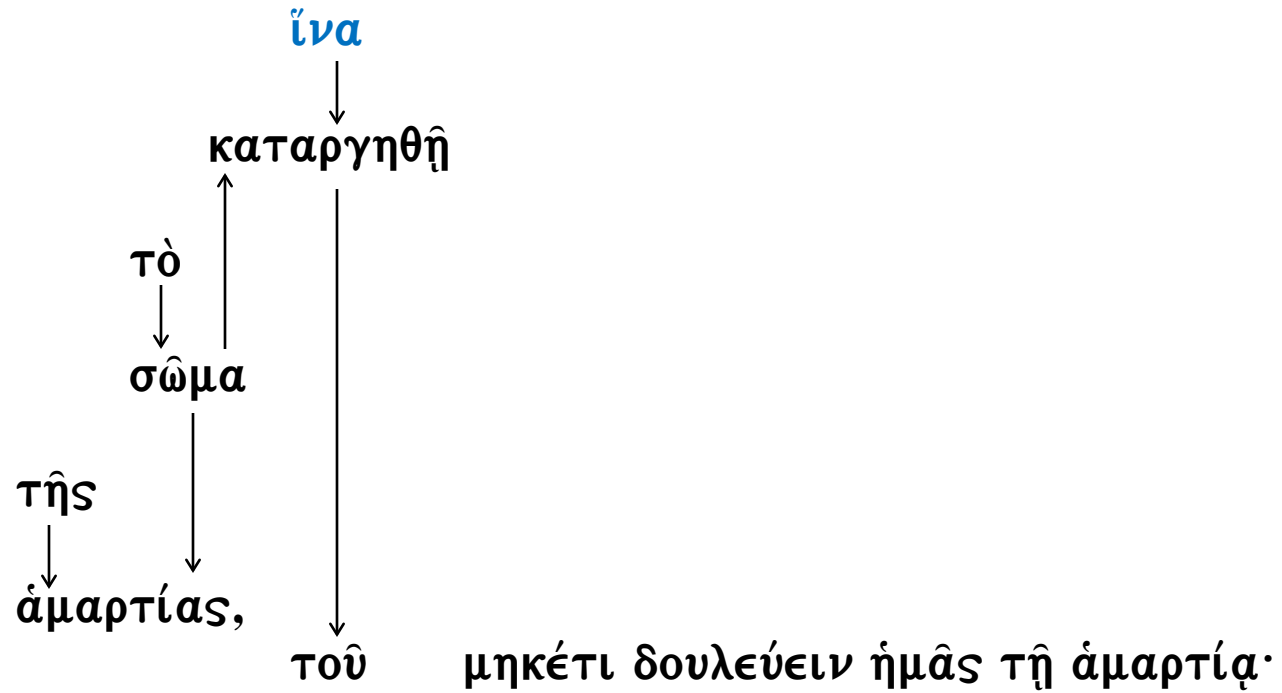 ἵνα
καταργηθῇ
τὸ
σῶμα
τῆς
ἁμαρτίας,
τοῦ μηκέτι δουλεύειν ἡμᾶς τῇ ἁμαρτίᾳ·